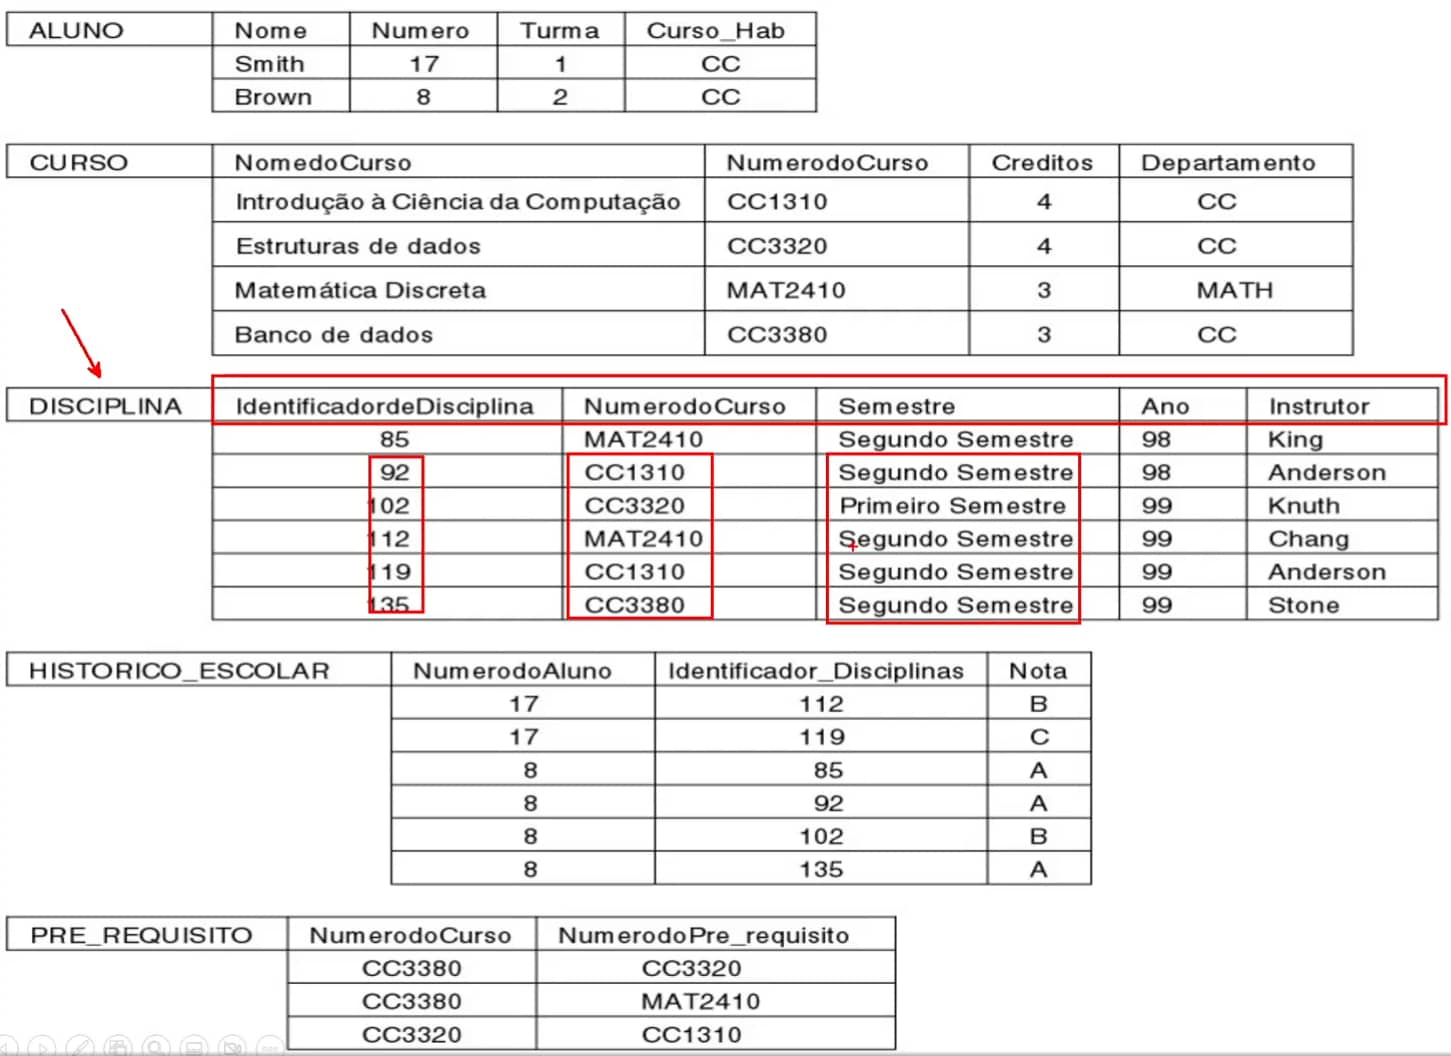 ALUNO Nome Numero Turma Curso_Hab
Smith 17 1 CC
Brown 8 2 CC
CURSO NomedoCurso NumerodoCurso Creditos Departamento
Introdução à Ciência da Computação CC1310 4 CC
Estruturas de dados CC3320 4 CC
Matemática Discreta MAT2410 3 MATH
Banco de dados CC3380 3 CC
DISCIPLINA IdentificadordeDisciplina NumerodoCurso Semestre Ano Instrutor
85 MAT2410 Segundo Semestre 98 King
92 CC1310 Segundo Semestre 98 Anderson
102 CC3320 Primeiro Semestre 99 Knuth
112 MAT2410 Segundo Semestre 99 Chang
119 CC1310 Segundo Semestre 99 Anderson
135 CC3380 Segundo Semestre 99 Stone
HISTORICO_ESCOLAR NumerodoAluno Identificador_Disciplinas Nota
17 112 B
17 119 C
8 85 A
8 92 A
8 102 B
8 135 A
PRE_REQUISITO NumerodoCurso NumerodoPre_requisito
CC3380 CC3320
CC3380 MAT2410
CC3320 CC1310